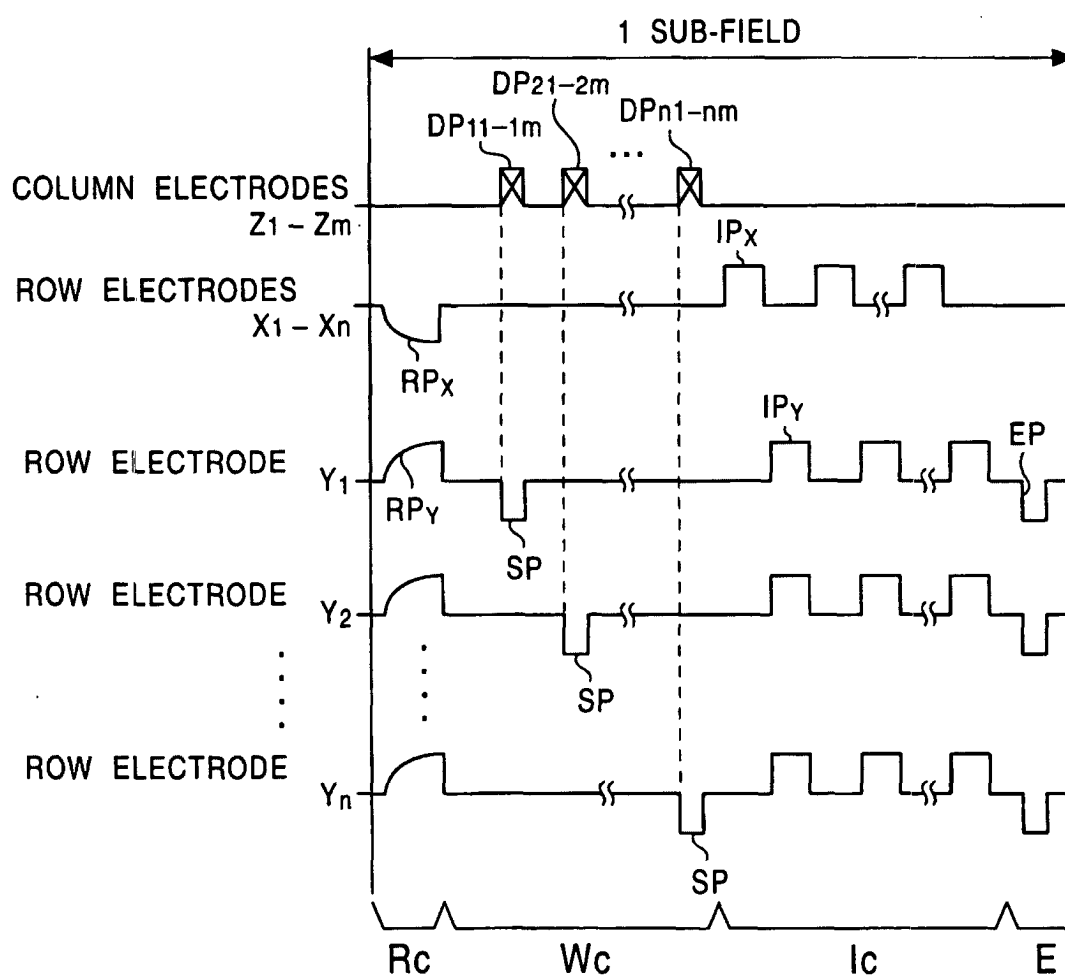 1 SUB-FIELD
DP21-2m
DP11-1m
DPn1-nm
...
COLUMN ELECTRODES
Z1 – Zm
IPX
ROW ELECTRODES
X1 – Xn
RPX
IPY
EP
ROW ELECTRODE
Y1
RPY
SP
ROW ELECTRODE
Y2
SP
ROW ELECTRODE
Yn
SP
Rc Wc Ic E